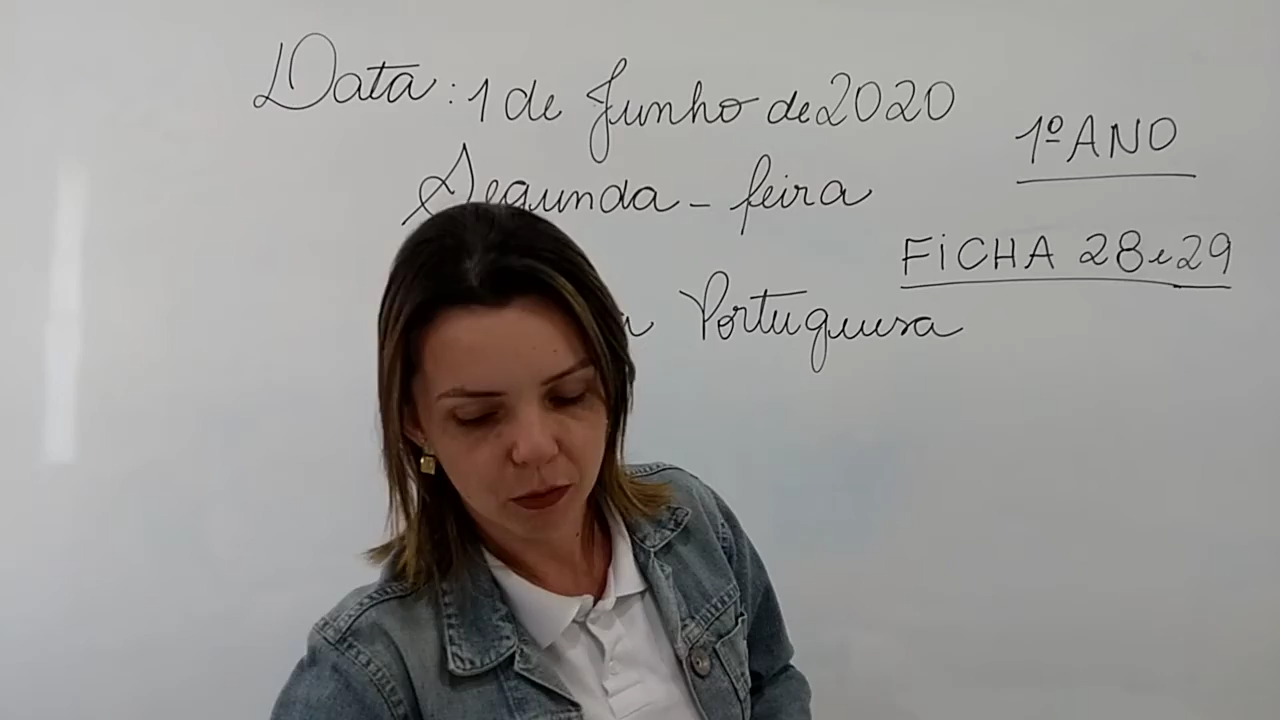 Data: 1 de Junho de 2020
1º ANO
Segunda-feira
FICHA 28 e 29
Portuguesa